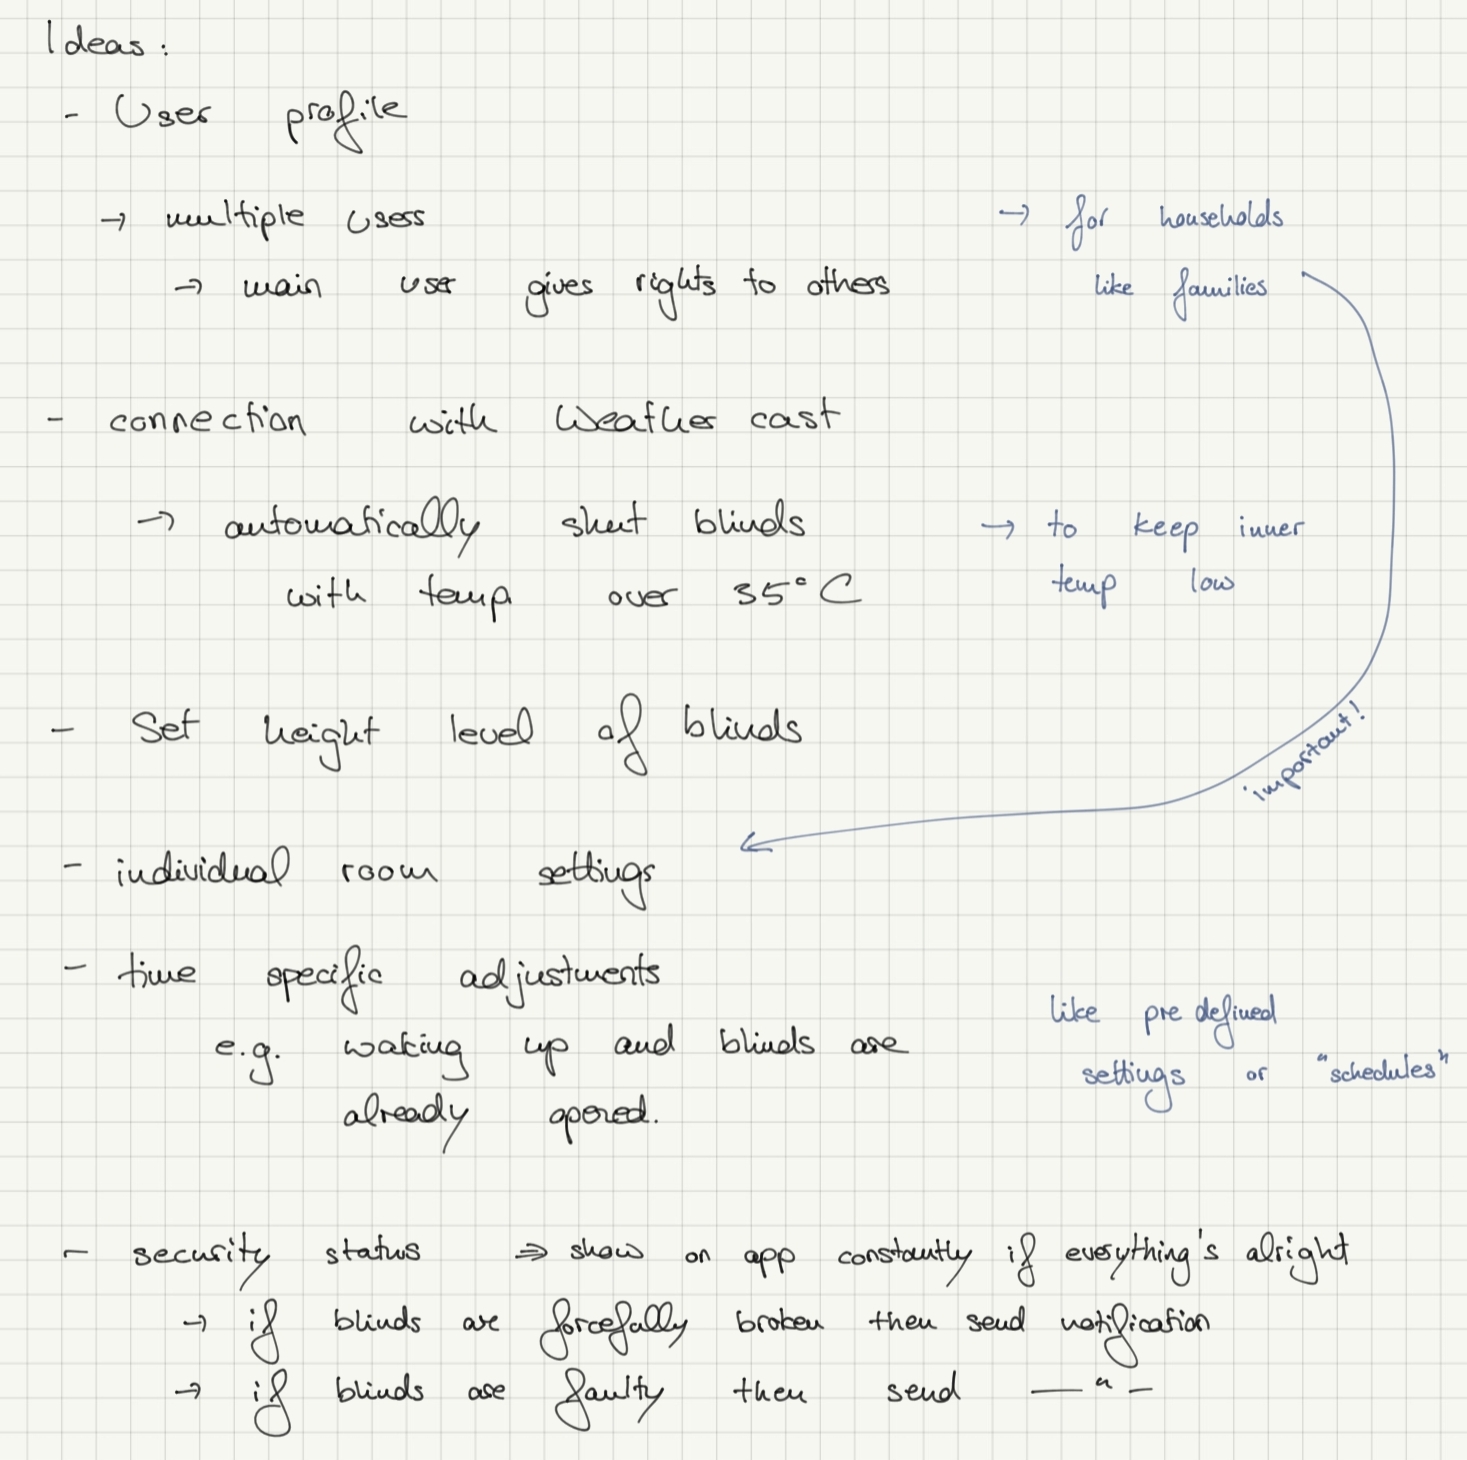 Ideas:
- User profile
→ multiple users → for households
→ main user gives rights to others like families
- connection with Weather cast
→ automatically shut blinds → to keep inner
with temp. over 35°C temp low
- Set height level of blinds
important!
- individual room settings
- time specific adjustments
like predefined
e.g. waking up and blinds are settings or "schedules"
already opened.
- security status ⇒ show on app constantly if everything's alright
→ if blinds are forcefally broken then send notification
→ if blinds are faulty then send —"—